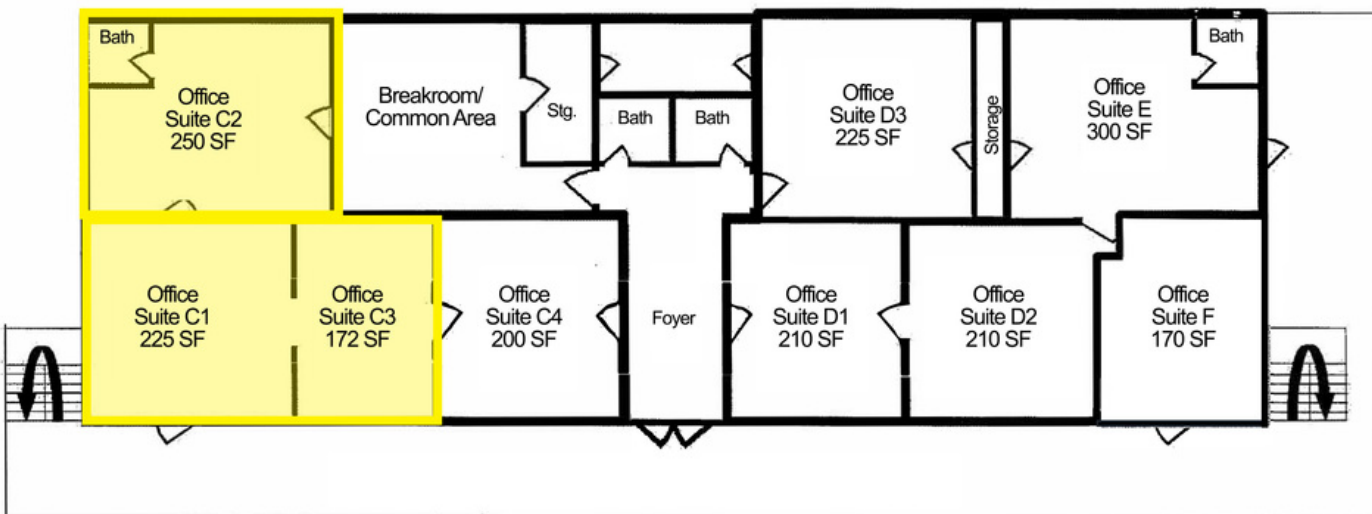 Bath
Office
Suite C2
250 SF
Breakroom/
Common Area
Stg.
Bath
Bath
Office
Suite D3
225 SF
Storage
Office
Suite E
300 SF
Bath
Office
Suite C1
225 SF
Office
Suite C3
172 SF
Office
Suite C4
200 SF
Foyer
Office
Suite D1
210 SF
Office
Suite D2
210 SF
Office
Suite F
170 SF